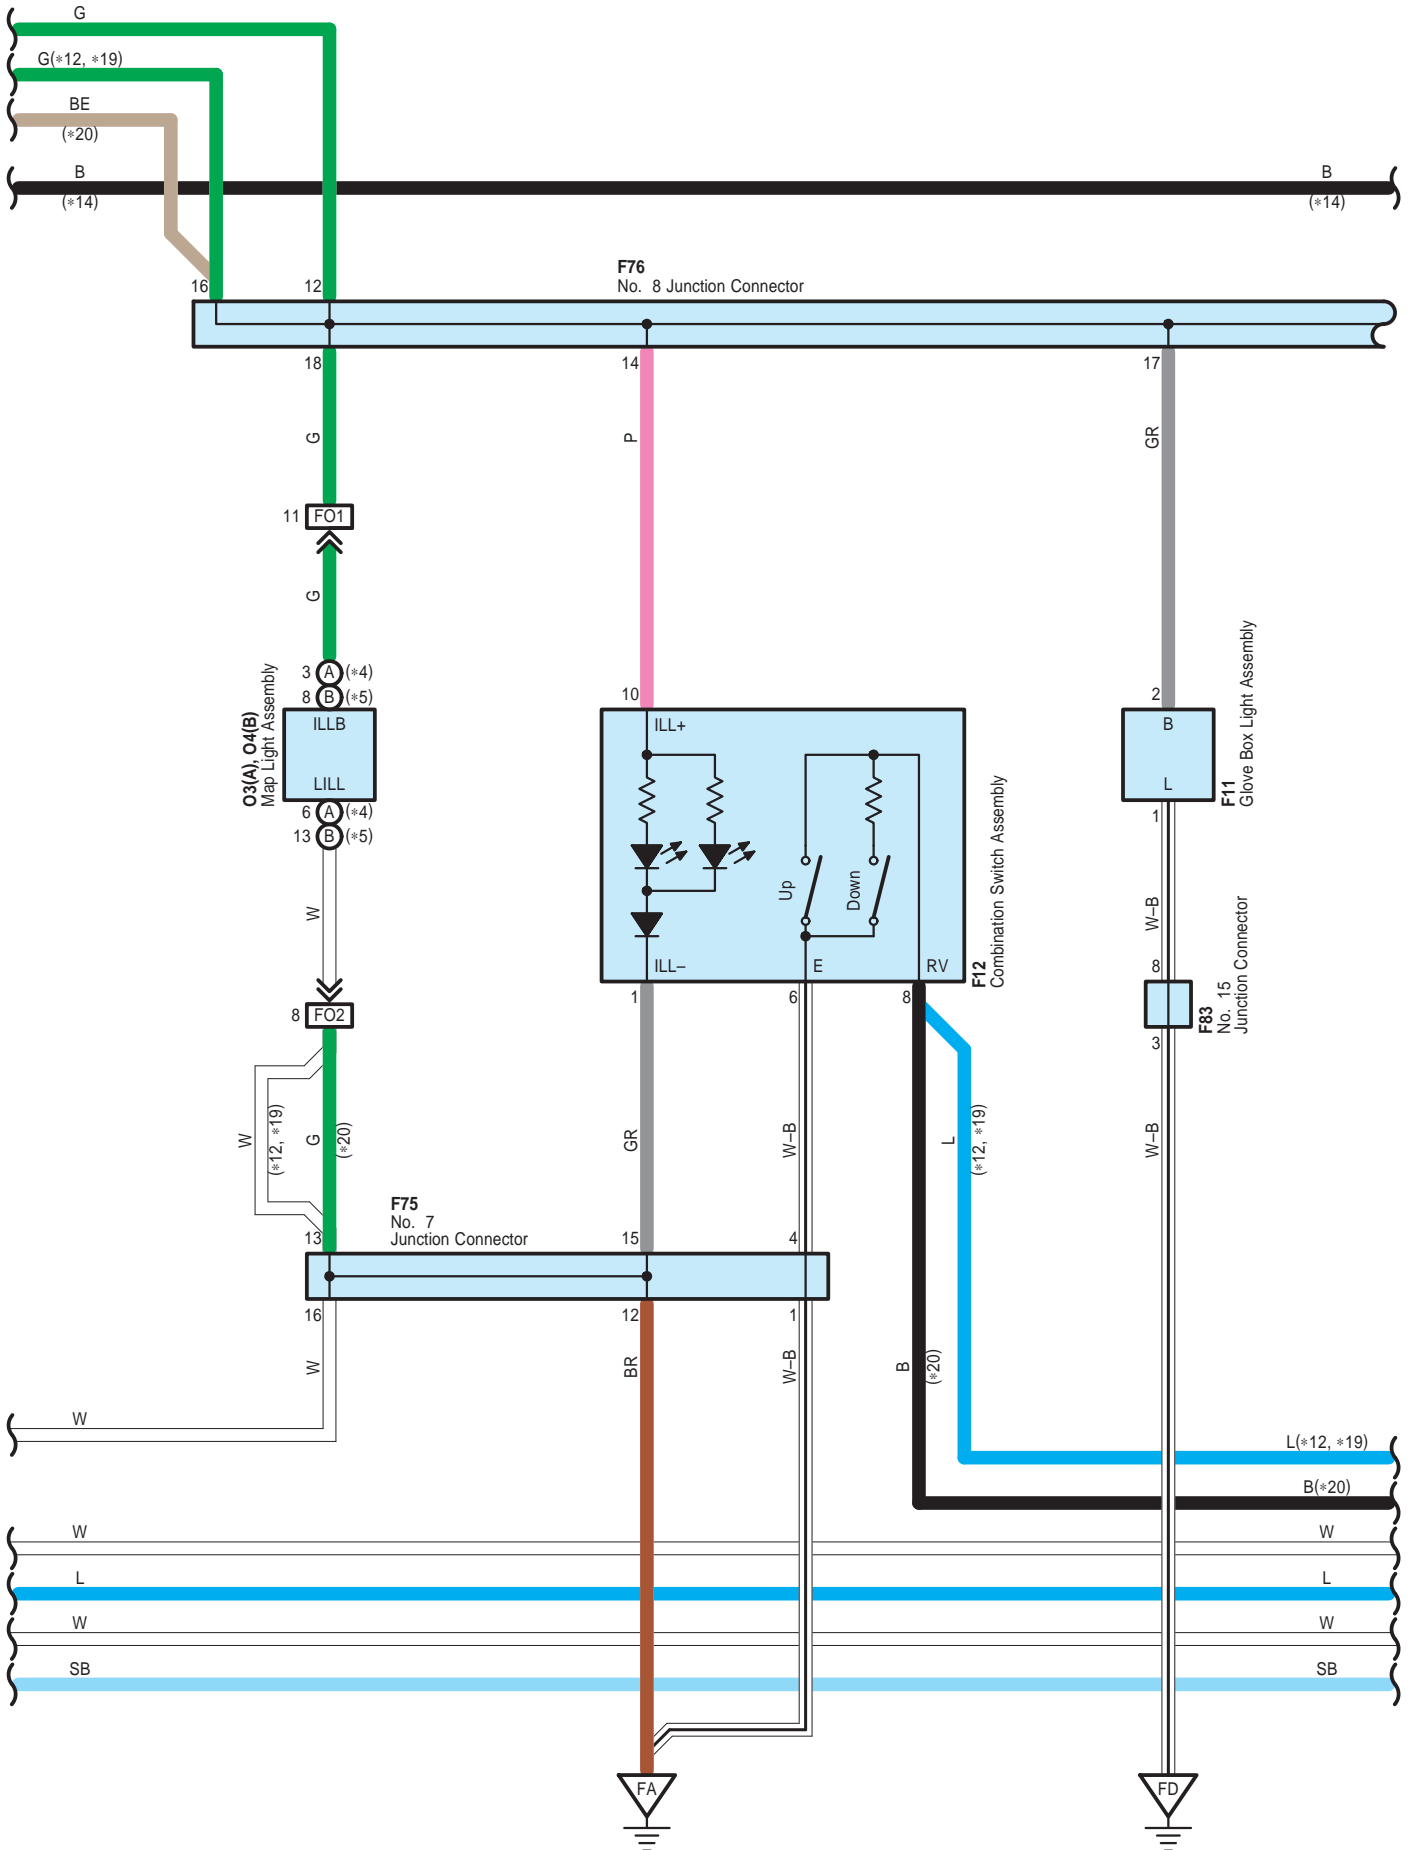 G
G(*12, *19)
BE
(*20)
B
(*14)
B
(*14)
F76
No. 8 Junction Connector
16
12
18
14
17
G
P
GR
11
FO1
G
3 A (*4)
8 B (*5)
ILLB
LILL
O3(A), O4(B)
Map Light Assembly
6 A (*4)
13 B (*5)
W
8
FO2
10
ILL+
Up
Down
ILL–
E
RV
F12
Combination Switch Assembly
1
6
8
2
B
L
F11
Glove Box Light Assembly
1
W–B
8
F83
No. 15
Junction Connector
3
W
(*12, *19)
G
(*20)
GR
W–B
L
(*12, *19)
W–B
F75
No. 7
Junction Connector
13
15
4
16
12
1
W
BR
W–B
B
(*20)
W
L(*12, *19)
B(*20)
W
W
L
L
W
W
SB
SB
FA
FD